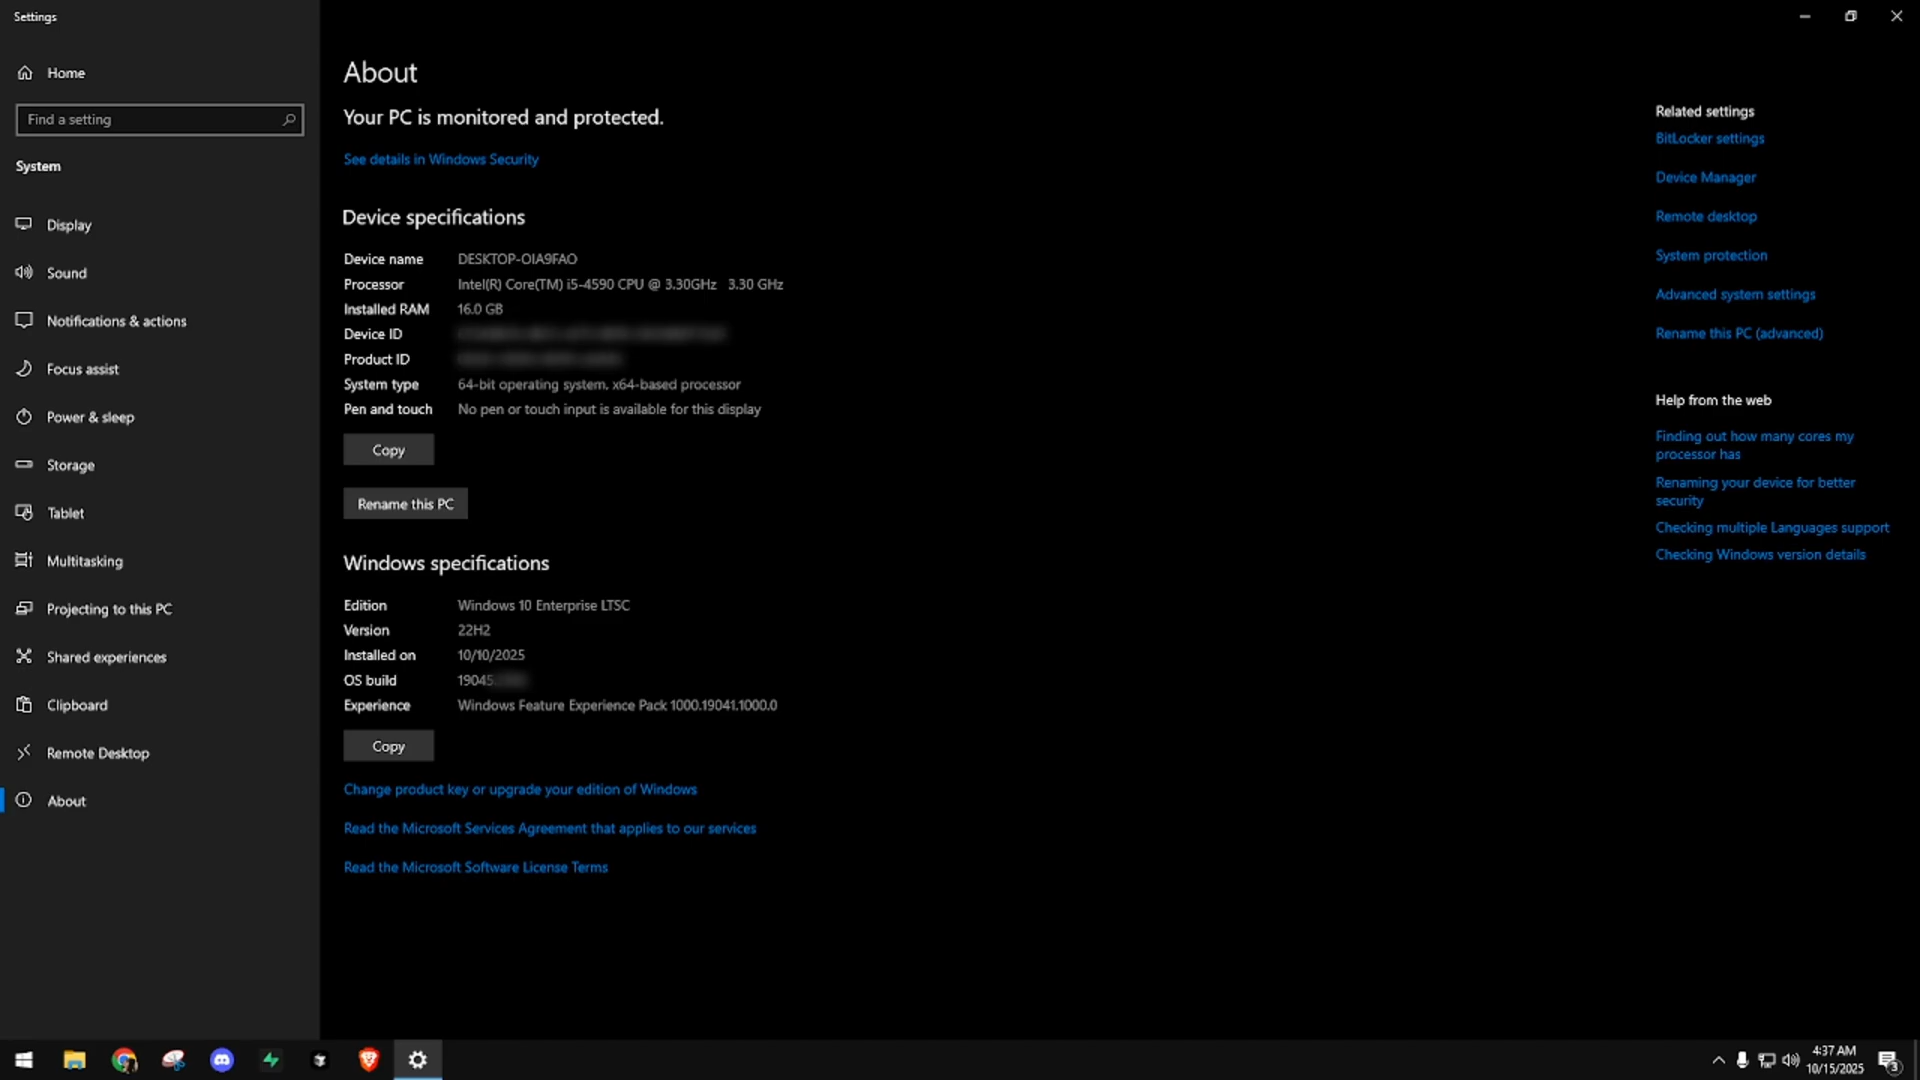 Settings
Home
Find a setting
System
Display
Sound
Notifications & actions
Focus assist
Power & sleep
Storage
Tablet
Multitasking
Projecting to this PC
Shared experiences
Clipboard
Remote Desktop
About
About
Your PC is monitored and protected.
See details in Windows Security
Device specifications
Device name DESKTOP-OIA9FAO
Processor Intel(R) Core(TM) i5-4590 CPU @ 3.30GHz 3.30 GHz
Installed RAM 16.0 GB
Device ID
Product ID
System type 64-bit operating system, x64-based processor
Pen and touch No pen or touch input is available for this display
Copy
Rename this PC
Windows specifications
Edition Windows 10 Enterprise LTSC
Version 22H2
Installed on 10/10/2025
OS build 19045
Experience Windows Feature Experience Pack 1000.19041.1000.0
Copy
Change product key or upgrade your edition of Windows
Read the Microsoft Services Agreement that applies to our services
Read the Microsoft Software License Terms
Related settings
BitLocker settings
Device Manager
Remote desktop
System protection
Advanced system settings
Rename this PC (advanced)
Help from the web
Finding out how many cores my
processor has
Renaming your device for better
security
Checking multiple Languages support
Checking Windows version details
4:37 AM
10/15/2025
3